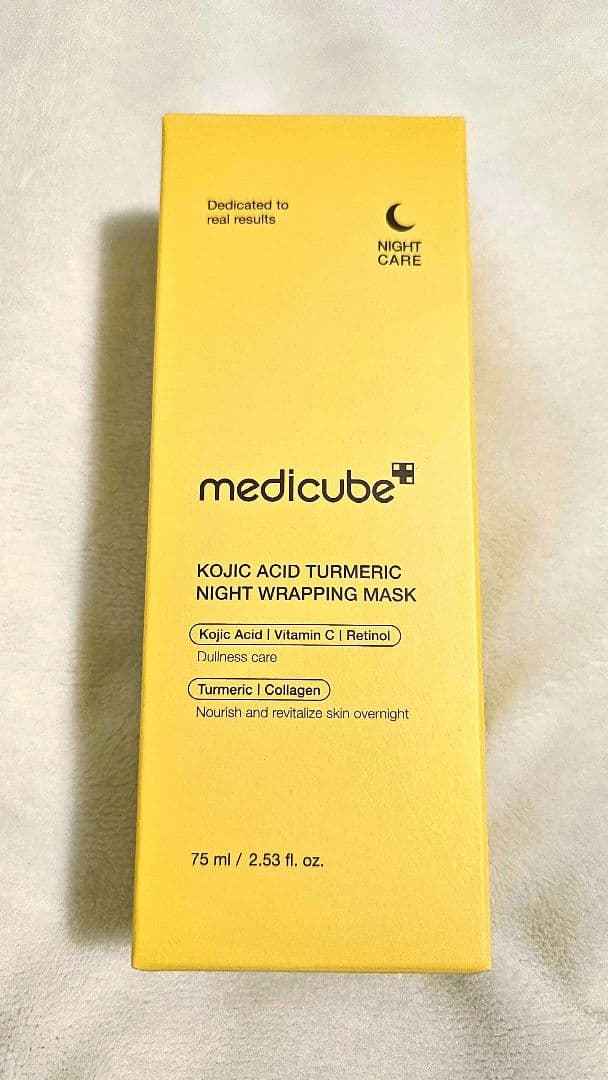 Dedicated to
real results
NIGHT
CARE
medicube
KOJIC ACID TURMERIC
NIGHT WRAPPING MASK
Kojic Acid | Vitamin C | Retinol
Dullness care
Turmeric | Collagen
Nourish and revitalize skin overnight
75 ml / 2.53 fl. oz.